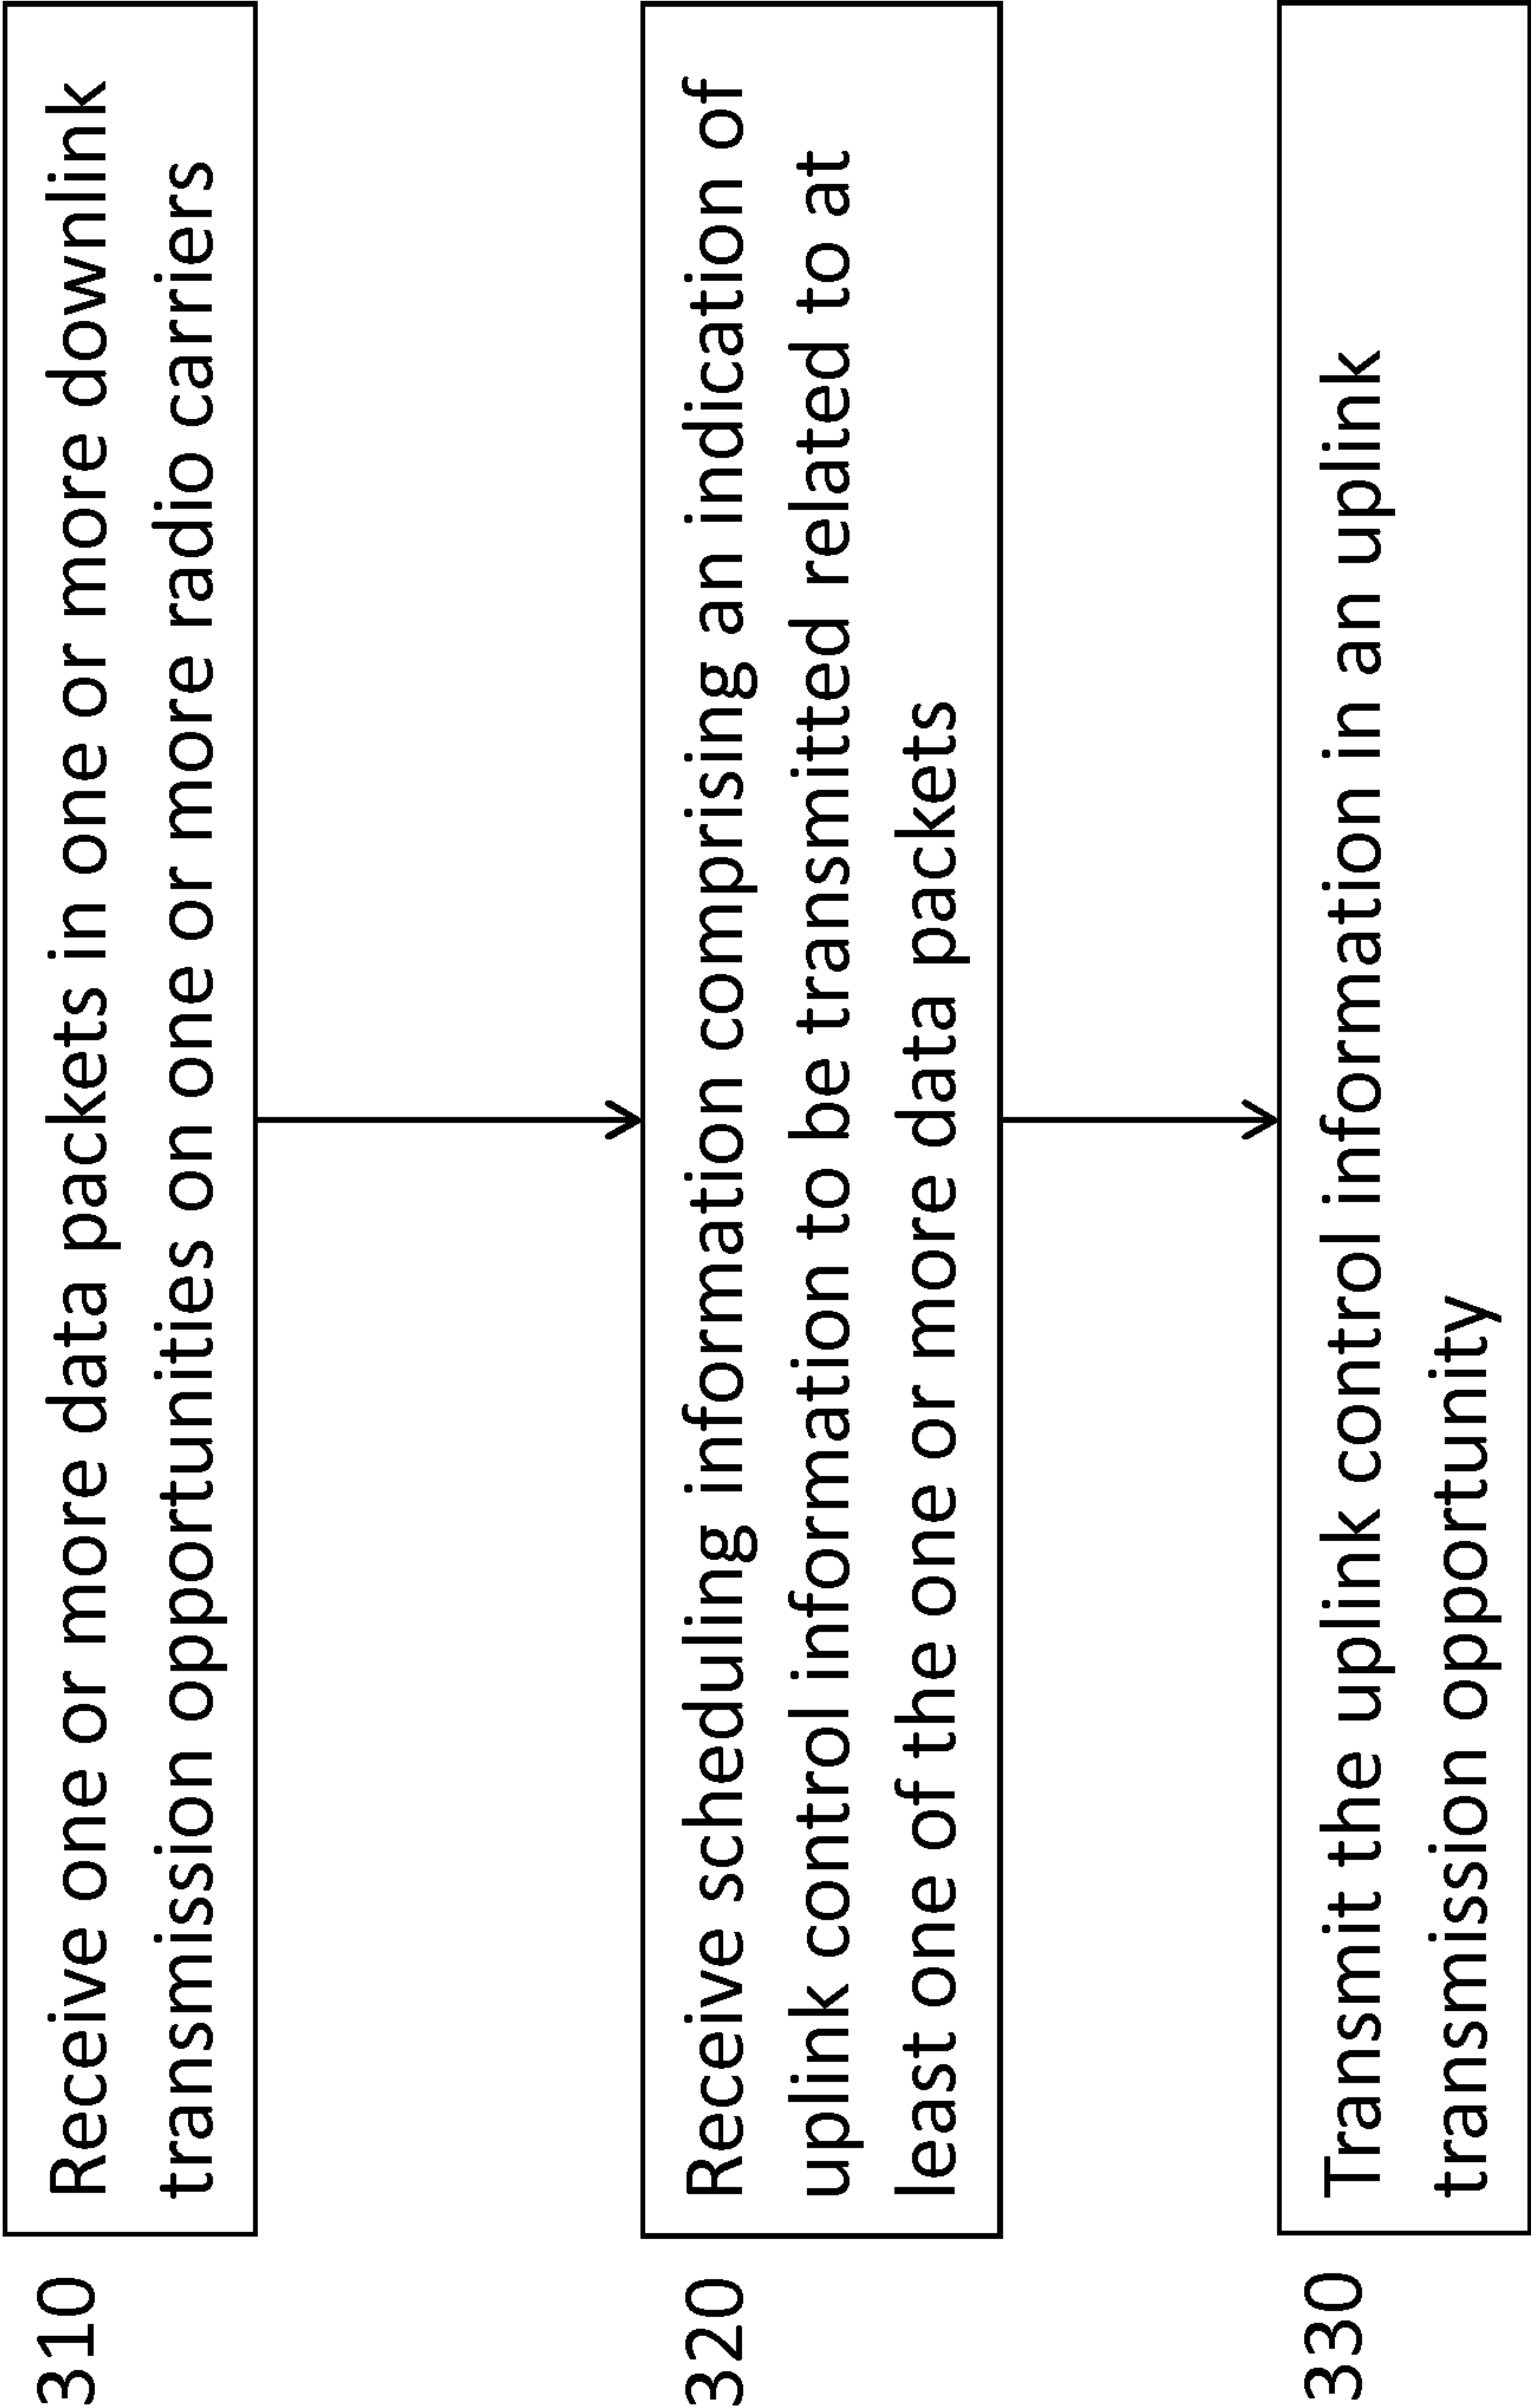 310
Receive one or more data packets in one or more downlink
transmission opportunities on one or more radio carriers
320
Receive scheduling information comprising an indication of
uplink control information to be transmitted related to at
least one of the one or more data packets
330
Transmit the uplink control information in an uplink
transmission opportunity